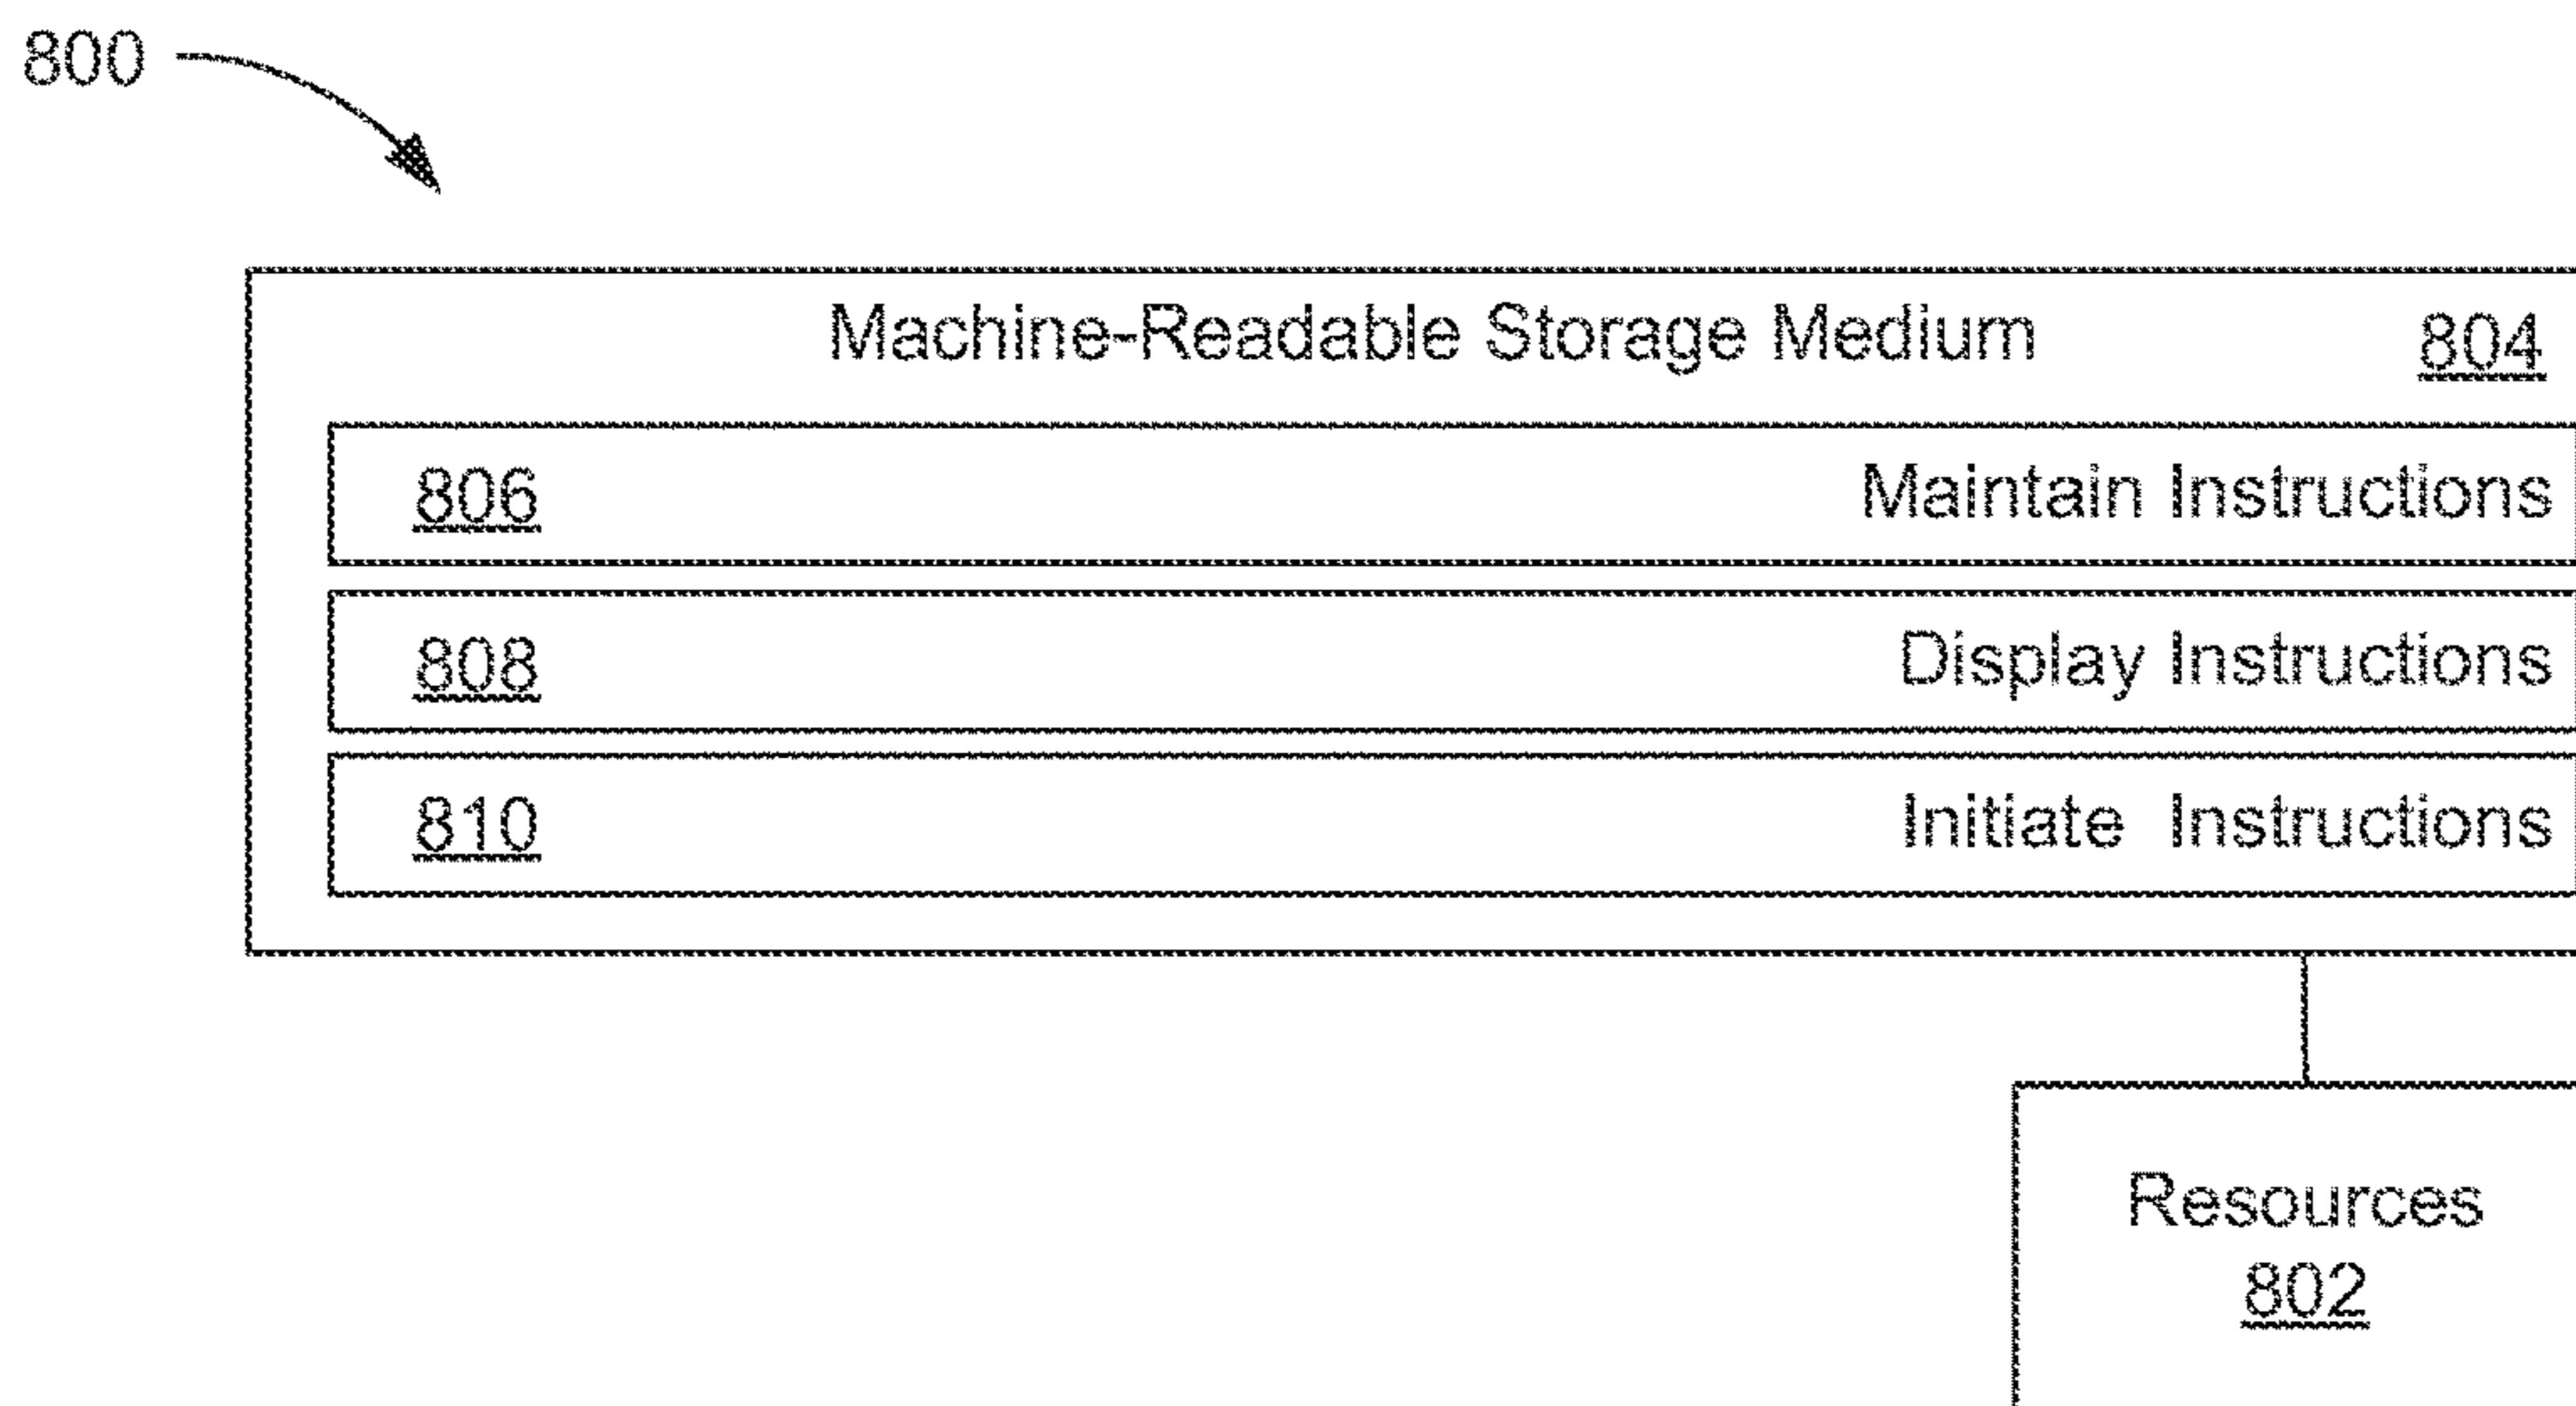 800
Machine-Readable Storage Medium 804
806 Maintain Instructions
808 Display Instructions
810 Initiate Instructions
Resources
802